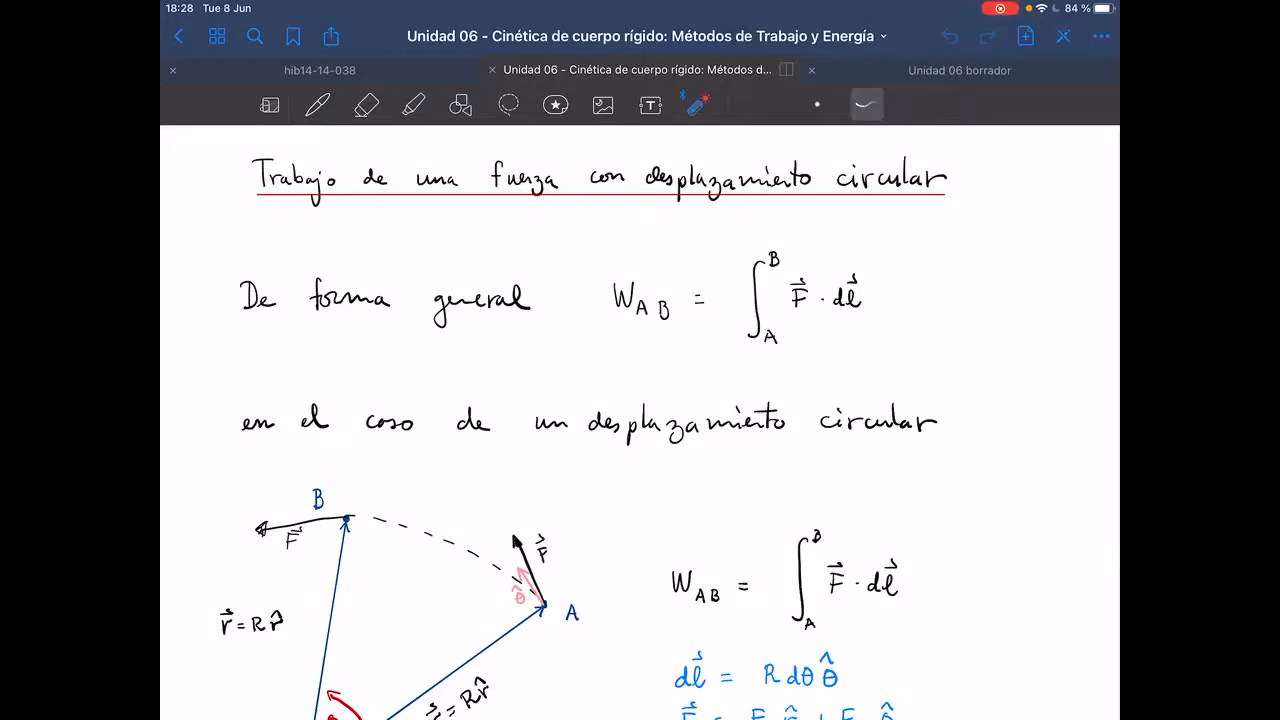 18:28 Tue 8 Jun 84 %
Unidad 06 - Cinética de cuerpo rígido: Métodos de Trabajo y Energía
hib14-14-038
Unidad 06 - Cinética de cuerpo rígido: Métodos d...
Unidad 06 borrador
Trabajo de una fuerza con desplazamiento circular
De forma general W_AB = ∫_A^B F⃗ · dl⃗
en el caso de un desplazamiento circular
B
F⃗
F⃗
θ̂
A
W_AB = ∫_A^B F⃗ · dl⃗
r⃗ = R r̂
dl⃗ = R dθ θ̂
= R r̂